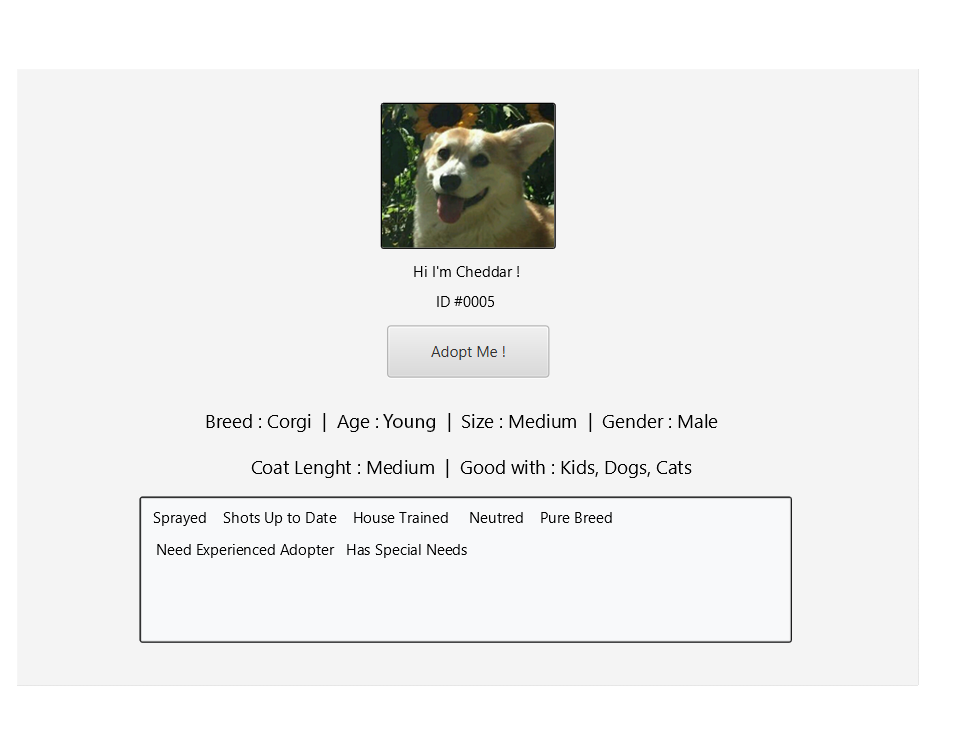 Hi I'm Cheddar !
ID #0005
Adopt Me !
Breed : Corgi | Age : Young | Size : Medium | Gender : Male
Coat Lenght : Medium | Good with : Kids, Dogs, Cats
Sprayed Shots Up to Date House Trained Neutred Pure Breed
Need Experienced Adopter Has Special Needs